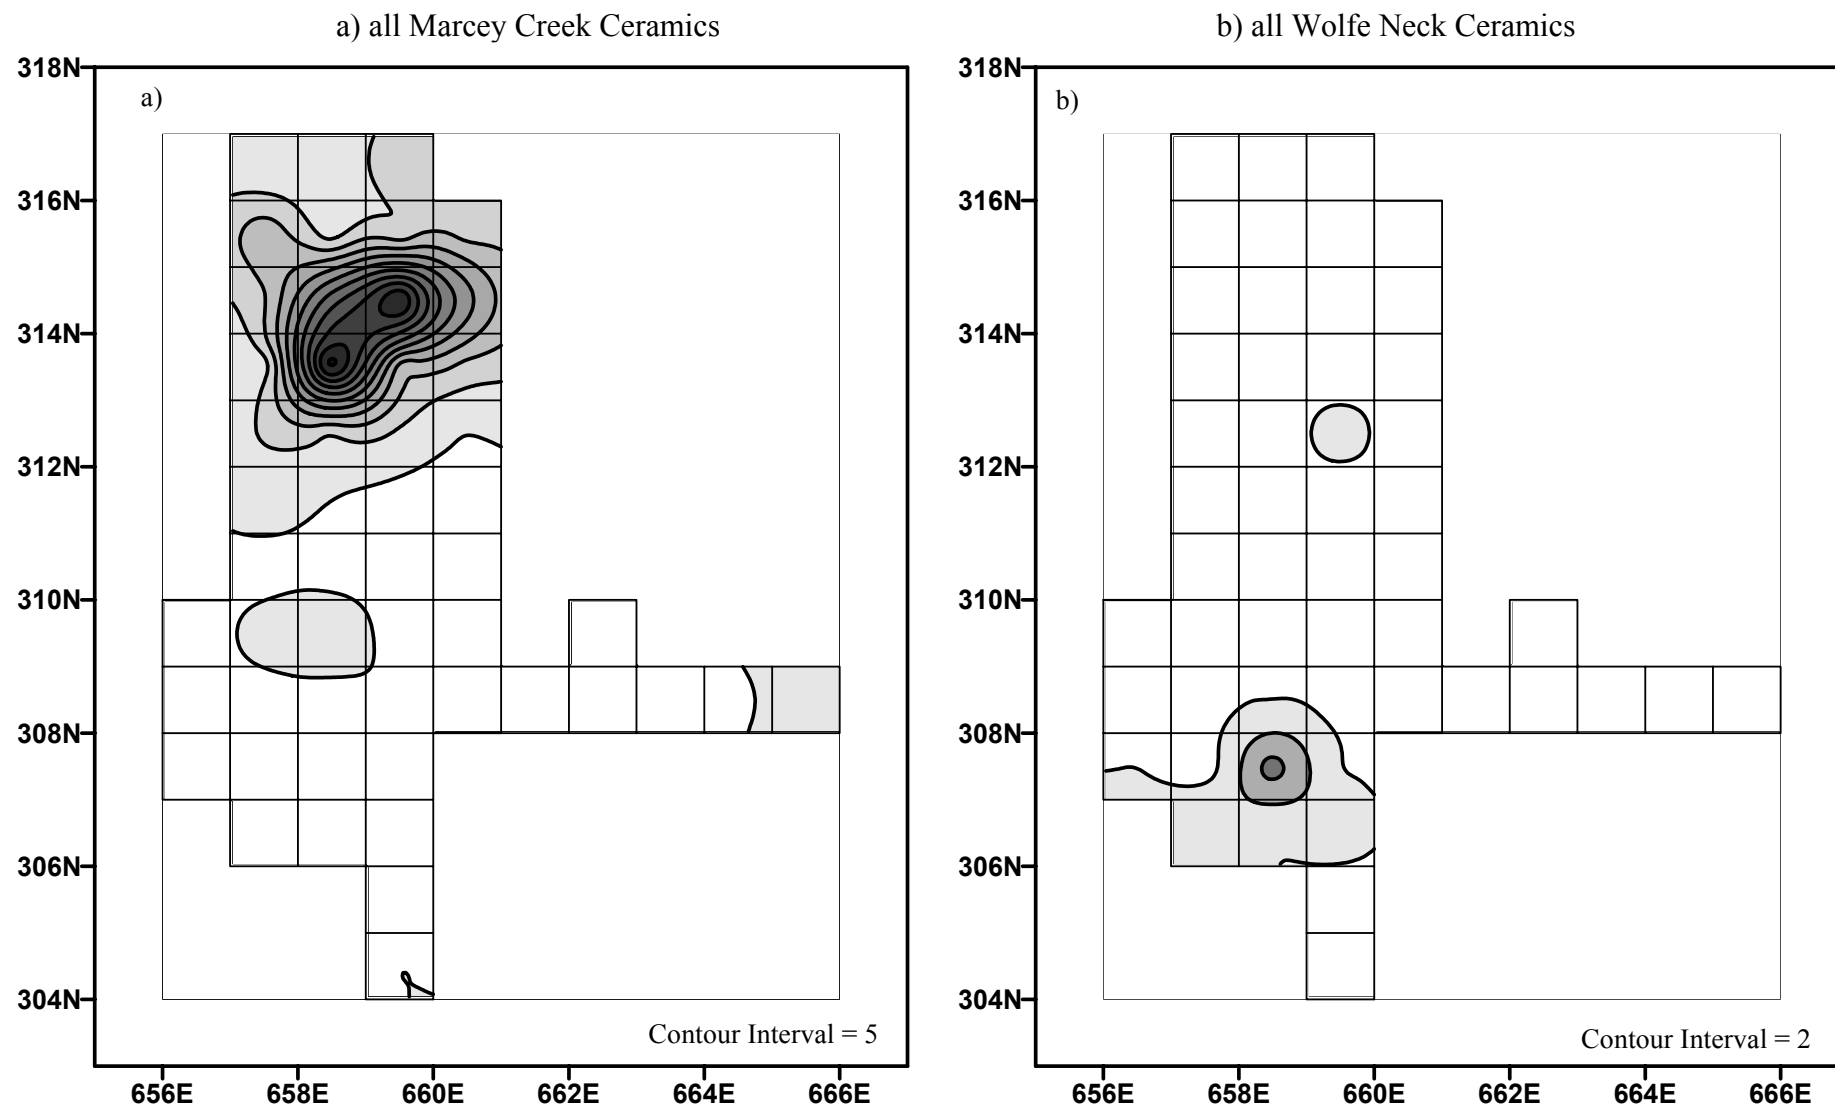 a) all Marcey Creek Ceramics
b) all Wolfe Neck Ceramics
318N
316N
314N
312N
310N
308N
306N
304N
a)
Contour Interval = 5
656E 658E 660E 662E 664E 666E
318N
316N
314N
312N
310N
308N
306N
304N
b)
Contour Interval = 2
656E 658E 660E 662E 664E 666E